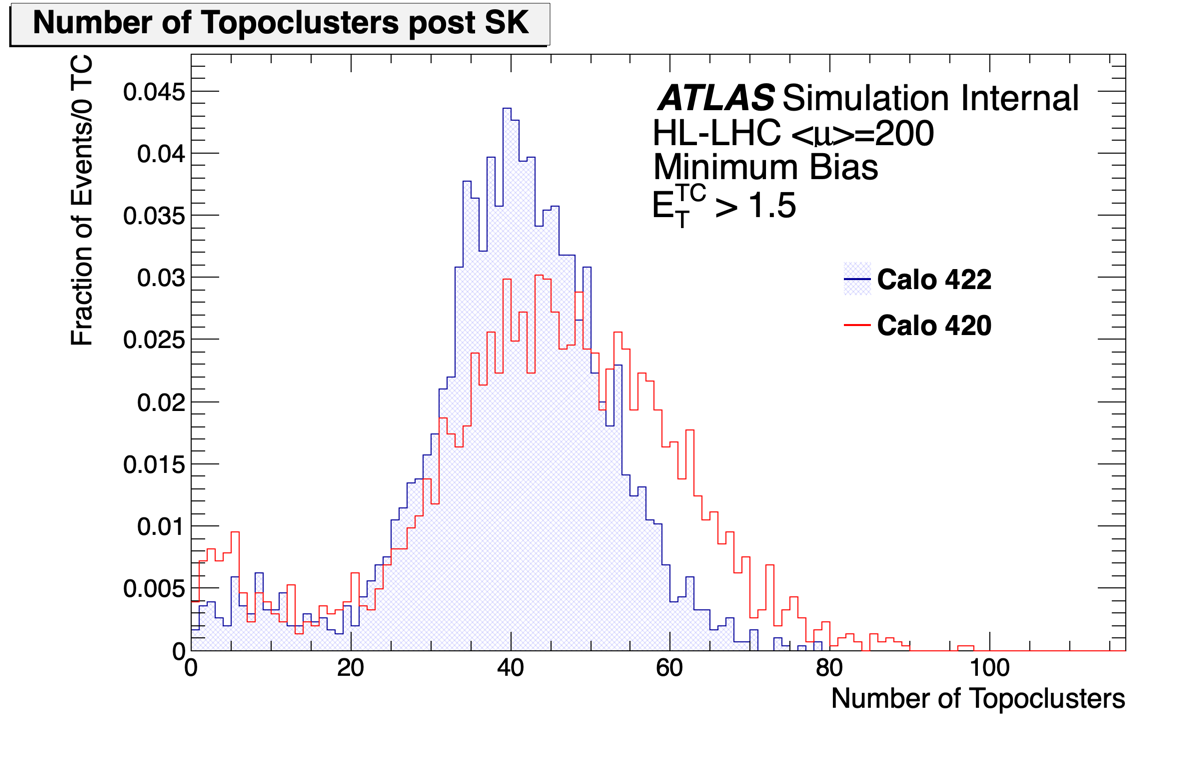 Number of Topoclusters post SK
Fraction of Events/0 TC
0.045
0.04
0.035
0.03
0.025
0.02
0.015
0.01
0.005
0
ATLAS Simulation Internal
HL-LHC <μ>=200
Minimum Bias
E_T^TC > 1.5
Calo 422
Calo 420
0 20 40 60 80 100
Number of Topoclusters